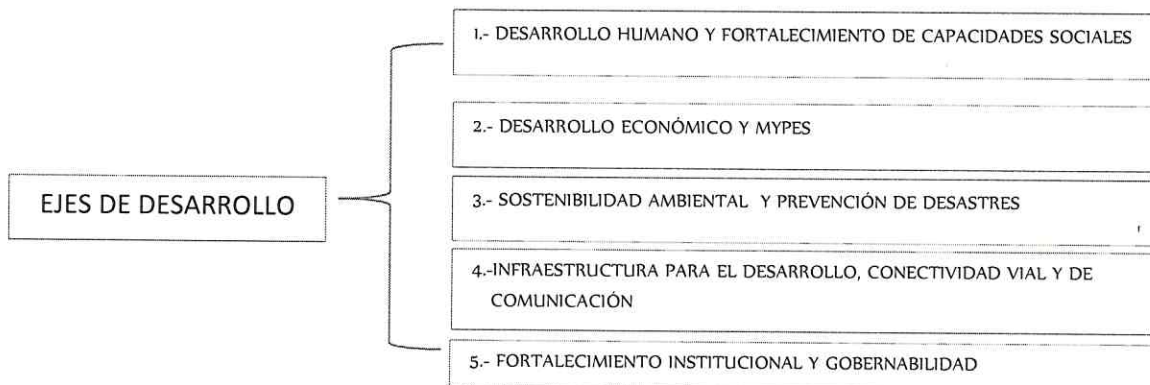 1.- DESARROLLO HUMANO Y FORTALECIMIENTO DE CAPACIDADES SOCIALES
2.- DESARROLLO ECONÓMICO Y MYPES
EJES DE DESARROLLO
3.- SOSTENIBILIDAD AMBIENTAL Y PREVENCIÓN DE DESASTRES
4.-INFRAESTRUCTURA PARA EL DESARROLLO, CONECTIVIDAD VIAL Y DE
COMUNICACIÓN
5.- FORTALECIMIENTO INSTITUCIONAL Y GOBERNABILIDAD